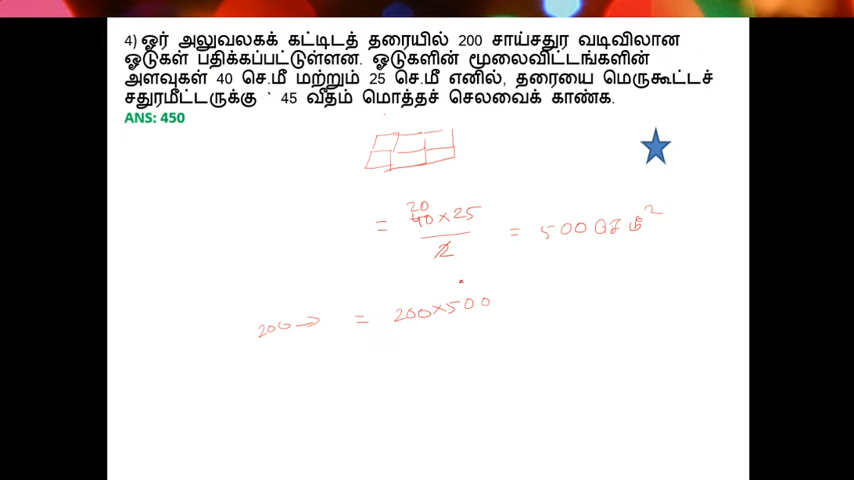 4) ஓர் அலுவலகக் கட்டிடத் தரையில் 200 சாய்சதுர வடிவிலான
ஓடுகள் பதிக்கப்பட்டுள்ளன. ஓடுகளின் மூலைவிட்டங்களின்
அளவுகள் 40 செ.மீ மற்றும் 25 செ.மீ எனில், தரையை மெருகூட்டச்
சதுரமீட்டருக்கு ` 45 வீதம் மொத்தச் செலவைக் காண்க.
ANS: 450
20
= 40 x 25 / 2 = 500 செமீ²
200 → = 200x500